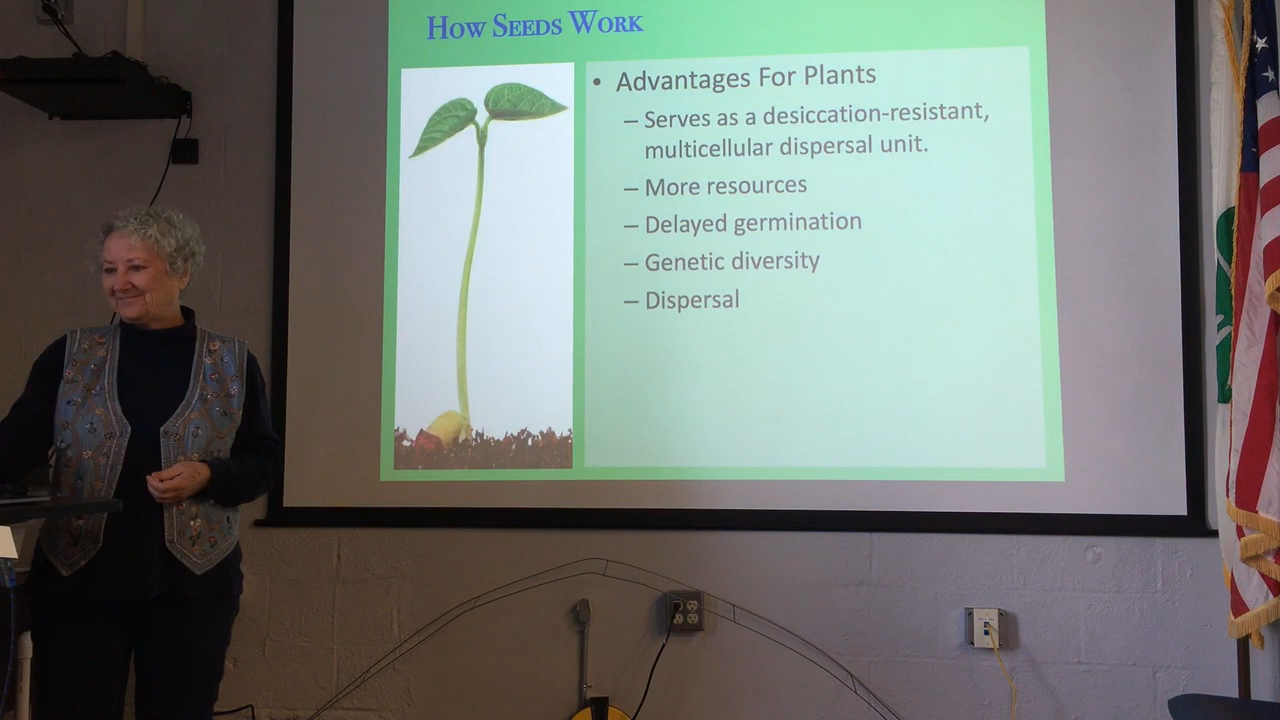 How Seeds Work
• Advantages For Plants
– Serves as a desiccation-resistant,
multicellular dispersal unit.
– More resources
– Delayed germination
– Genetic diversity
– Dispersal